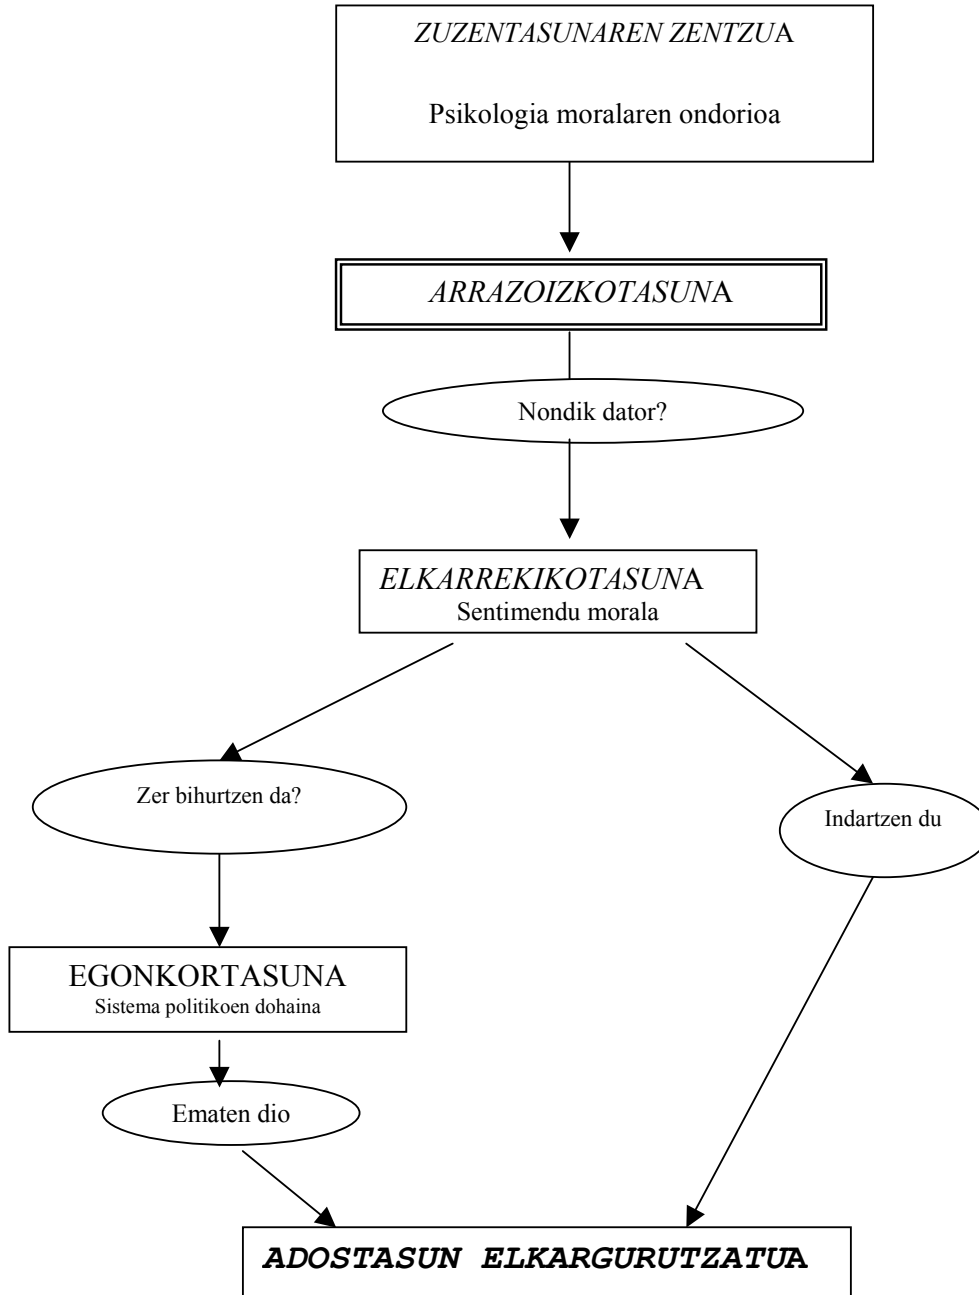 ZUZENTASUNAREN ZENTZUA
Psikologia moralaren ondorioa
ARRAZOIZKOTASUNA
Nondik dator?
ELKARREKIKOTASUNA
Sentimendu morala
Zer bihurtzen da?
Indartzen du
EGONKORTASUNA
Sistema politikoen dohaina
Ematen dio
ADOSTASUN ELKARGURUTZATUA